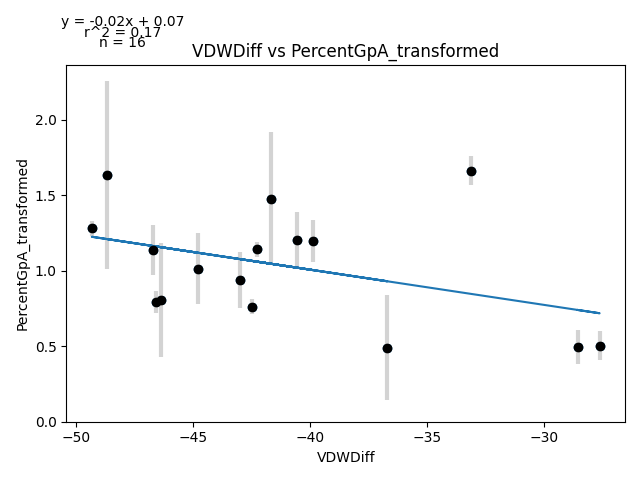 y = -0.02x + 0.07
r^2 = 0.17
n = 16
VDWDiff vs PercentGpA_transformed
PercentGpA_transformed
2.0
1.5
1.0
0.5
0.0
−50
−45
−40
−35
−30
VDWDiff